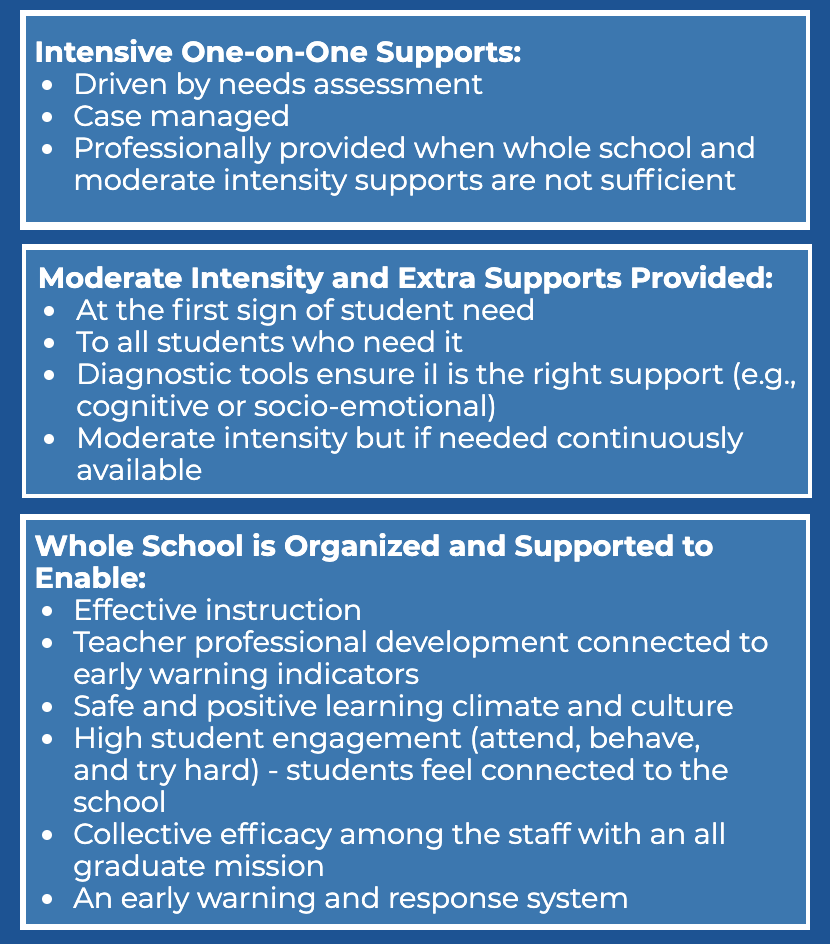 Intensive One-on-One Supports:
• Driven by needs assessment
• Case managed
• Professionally provided when whole school and
moderate intensity supports are not sufficient
Moderate Intensity and Extra Supports Provided:
• At the first sign of student need
• To all students who need it
• Diagnostic tools ensure iI is the right support (e.g.,
cognitive or socio-emotional)
• Moderate intensity but if needed continuously
available
Whole School is Organized and Supported to
Enable:
• Effective instruction
• Teacher professional development connected to
early warning indicators
• Safe and positive learning climate and culture
• High student engagement (attend, behave,
and try hard) - students feel connected to the
school
• Collective efficacy among the staff with an all
graduate mission
• An early warning and response system